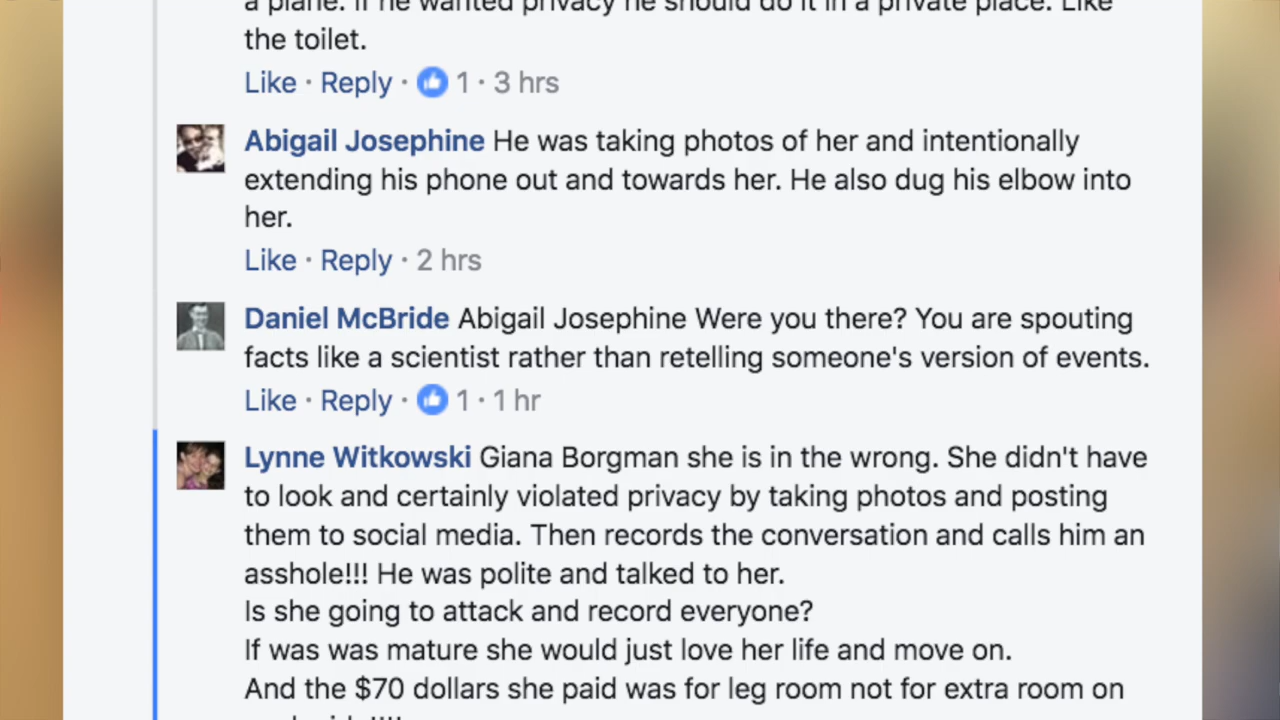 a plane. If he wanted privacy he should do it in a private place. Like
the toilet.
Like · Reply · 1 · 3 hrs
Abigail Josephine He was taking photos of her and intentionally
extending his phone out and towards her. He also dug his elbow into
her.
Like · Reply · 2 hrs
Daniel McBride Abigail Josephine Were you there? You are spouting
facts like a scientist rather than retelling someone's version of events.
Like · Reply · 1 · 1 hr
Lynne Witkowski Giana Borgman she is in the wrong. She didn't have
to look and certainly violated privacy by taking photos and posting
them to social media. Then records the conversation and calls him an
asshole!!! He was polite and talked to her.
Is she going to attack and record everyone?
If was was mature she would just love her life and move on.
And the $70 dollars she paid was for leg room not for extra room on